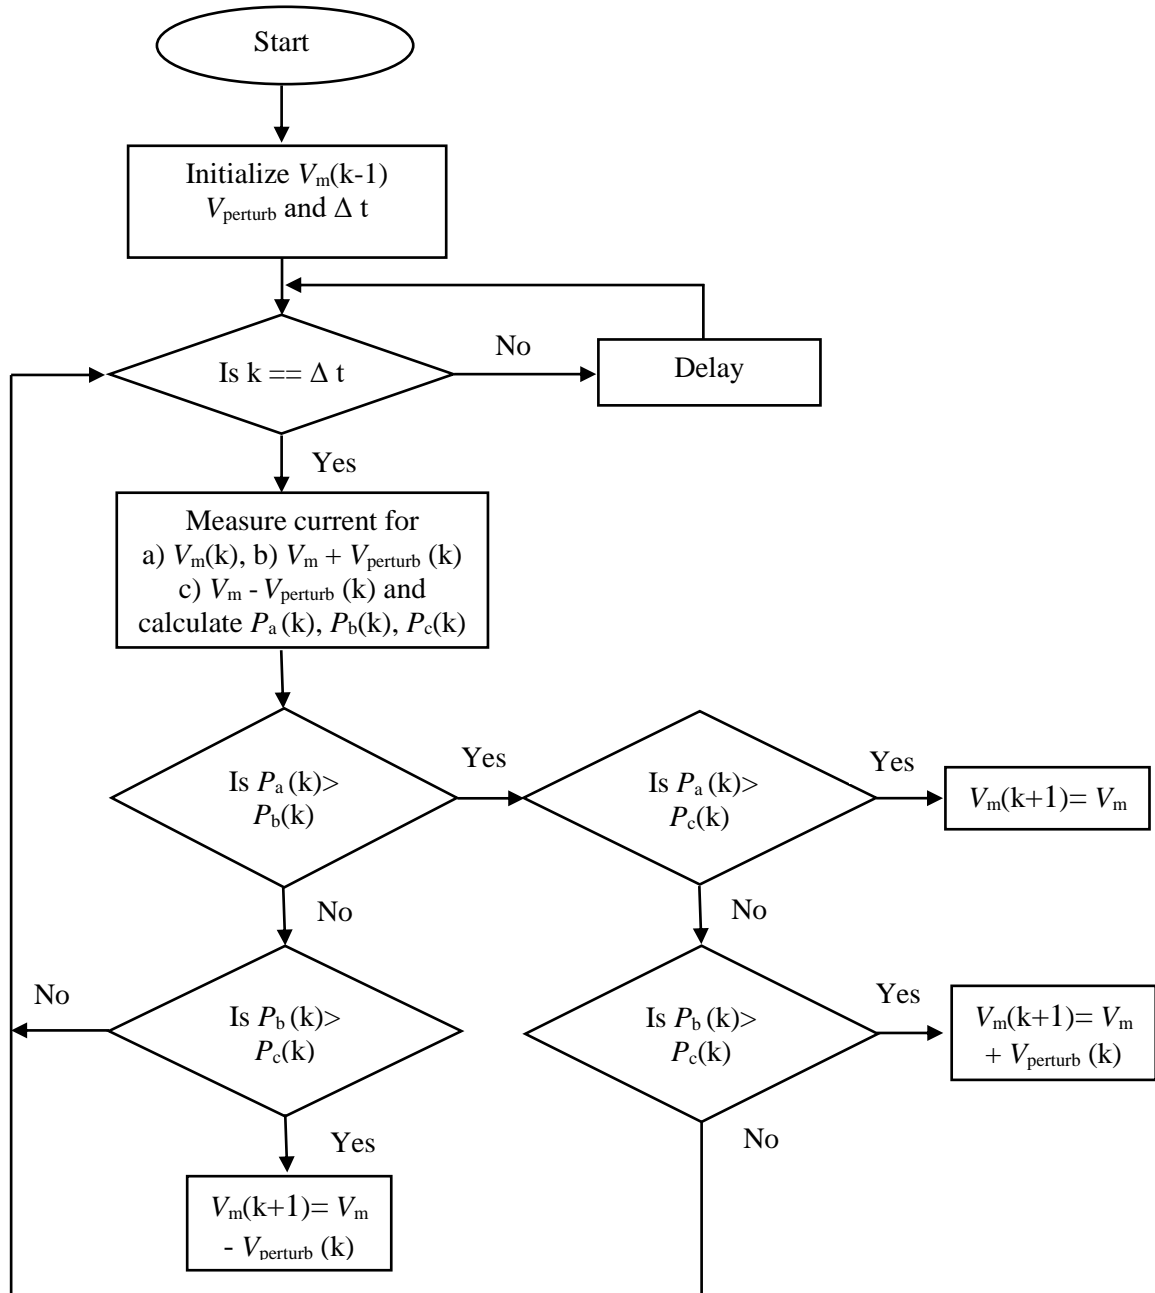 Start
Initialize Vm(k-1)
Vperturb and Δ t
Is k == Δ t
No
Delay
Yes
Measure current for
a) Vm(k), b) Vm + Vperturb (k)
c) Vm - Vperturb (k) and
calculate Pa (k), Pb(k), Pc(k)
Is Pa (k)>
Pb(k)
Yes
Is Pa (k)>
Pc(k)
Yes
Vm(k+1)= Vm
No
No
No
Is Pb (k)>
Pc(k)
Is Pb (k)>
Pc(k)
Yes
Vm(k+1)= Vm
+ Vperturb (k)
Yes
No
Vm(k+1)= Vm
- Vperturb (k)